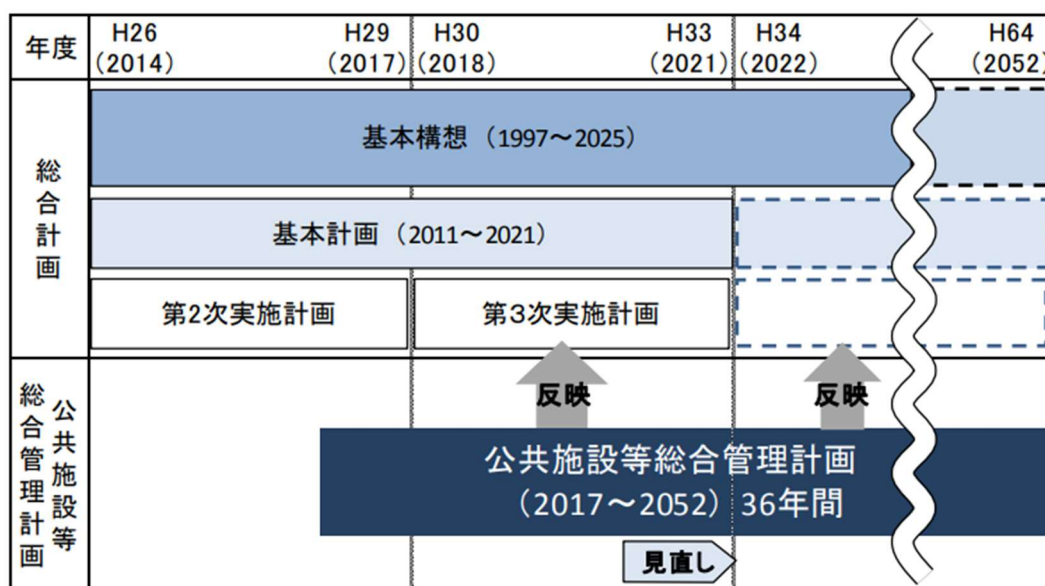 年度
H26
(2014)
H29
(2017)
H30
(2018)
H33
(2021)
H34
(2022)
H64
(2052)
総合計画
基本構想（1997～2025）
基本計画（2011～2021）
第2次実施計画
第3次実施計画
反映
反映
公共施設等
総合管理計画
公共施設等総合管理計画
（2017～2052）36年間
見直し